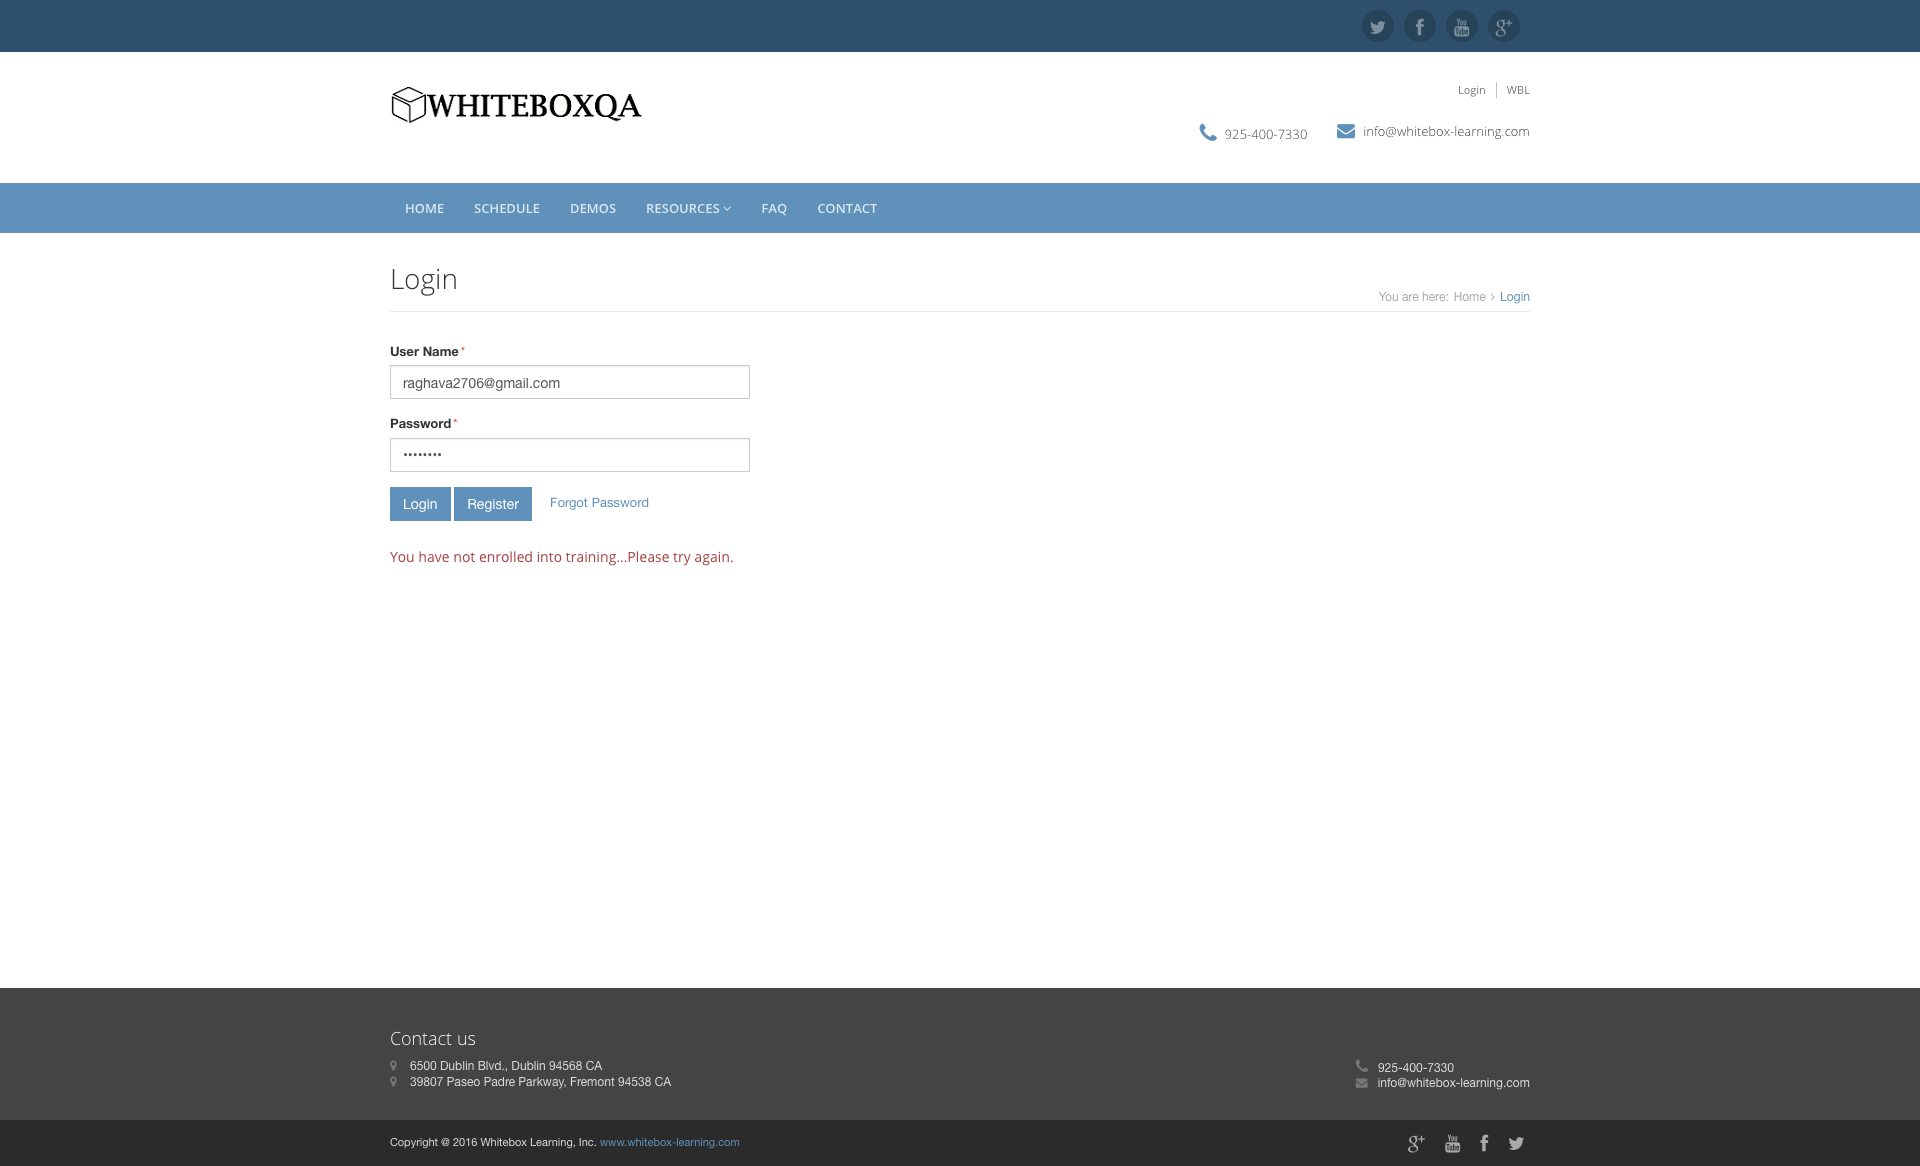 WHITEBOXQA
Login
WBL
925-400-7330
info@whitebox-learning.com
HOME
SCHEDULE
DEMOS
RESOURCES
FAQ
CONTACT
Login
You are here: Home > Login
User Name*
raghava2706@gmail.com
Password*
••••••••
Login
Register
Forgot Password
You have not enrolled into training...Please try again.
Contact us
6500 Dublin Blvd., Dublin 94568 CA
39807 Paseo Padre Parkway, Fremont 94538 CA
925-400-7330
info@whitebox-learning.com
Copyright @ 2016 Whitebox Learning, Inc. www.whitebox-learning.com